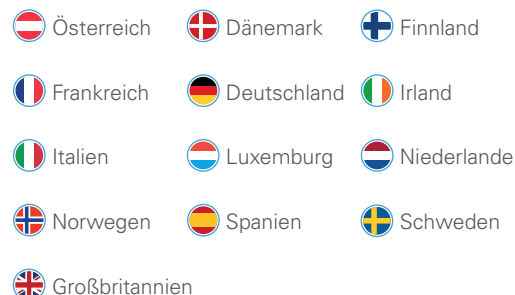 Österreich Dänemark Finnland
Frankreich Deutschland Irland
Italien Luxemburg Niederlande
Norwegen Spanien Schweden
Großbritannien